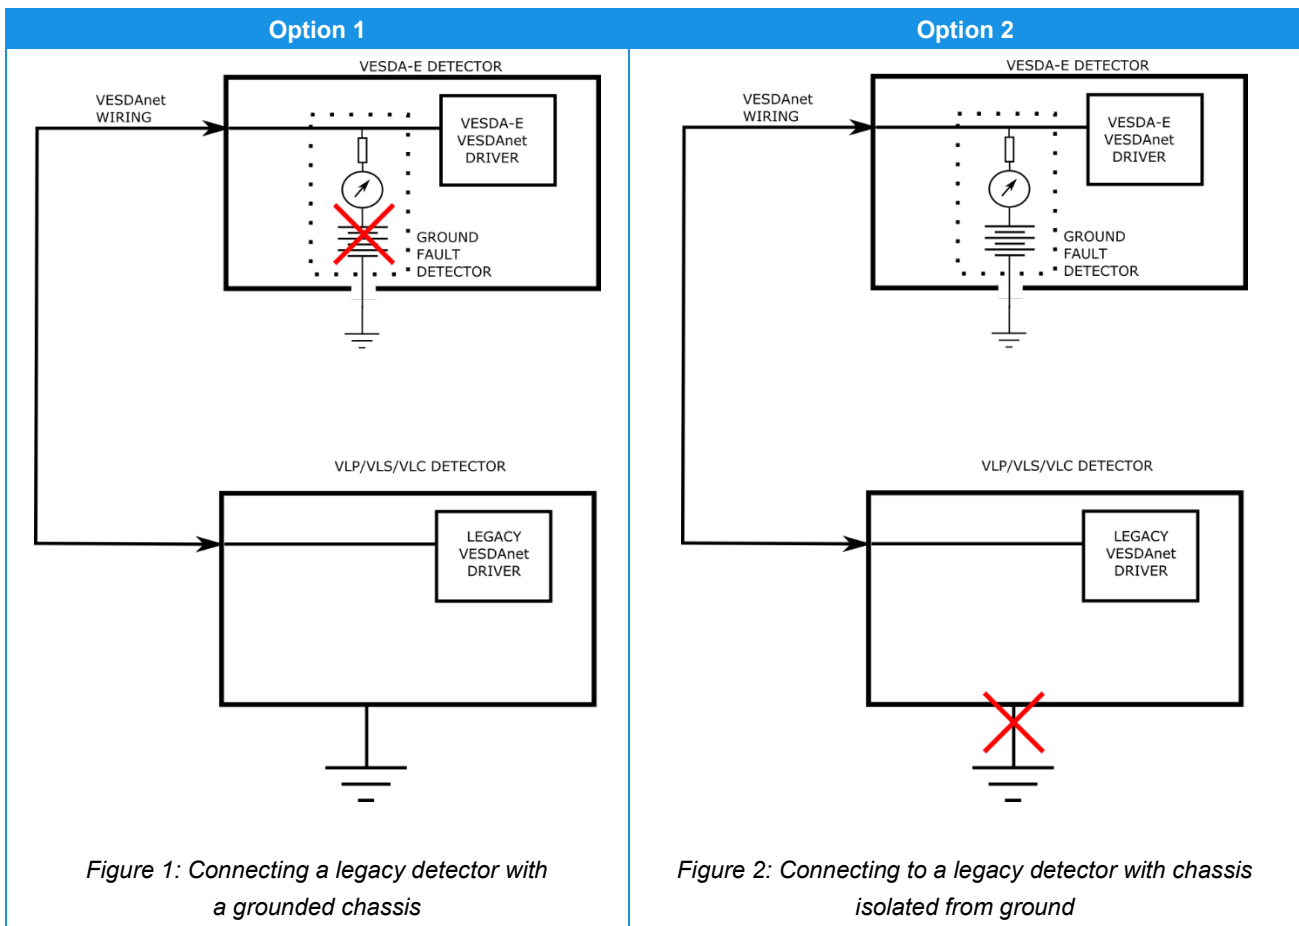 Option 1
VESDA-E DETECTOR
VESDAnet
WIRING
VESDA-E
VESDAnet
DRIVER
GROUND
FAULT
DETECTOR
VLP/VLS/VLC DETECTOR
LEGACY
VESDAnet
DRIVER
Figure 1: Connecting a legacy detector with
a grounded chassis
Option 2
VESDA-E DETECTOR
VESDAnet
WIRING
VESDA-E
VESDAnet
DRIVER
GROUND
FAULT
DETECTOR
VLP/VLS/VLC DETECTOR
LEGACY
VESDAnet
DRIVER
Figure 2: Connecting to a legacy detector with chassis
isolated from ground